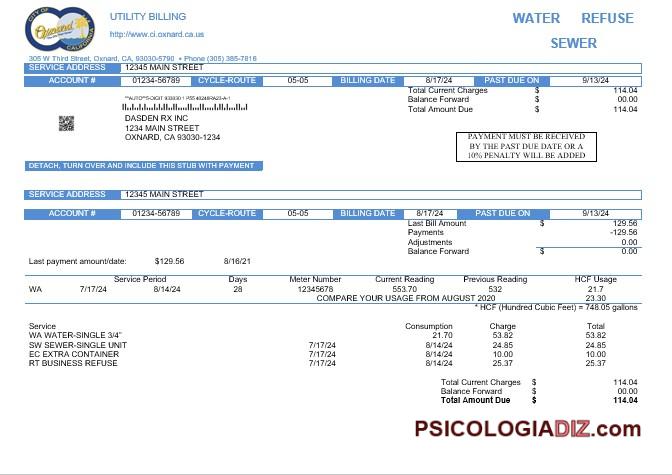 CITY OF
Oxnard
CALIFORNIA
UTILITY BILLING
http://www.ci.oxnard.ca.us
WATER REFUSE
SEWER
305 W Third Street, Oxnard, CA, 93030-5790 • Phone (305) 385-7816
SERVICE ADDRESS 12345 MAIN STREET
ACCOUNT # 01234-56789 CYCLE-ROUTE 05-05 BILLING DATE 8/17/24 PAST DUE ON 9/13/24
Total Current Charges $ 114.04
Balance Forward $ 00.00
Total Amount Due $ 114.04
DASDEN RX INC
1234 MAIN STREET
OXNARD, CA 93030-1234
PAYMENT MUST BE RECEIVED
BY THE PAST DUE DATE OR A
10% PENALTY WILL BE ADDED
DETACH, TURN OVER AND INCLUDE THIS STUB WITH PAYMENT
SERVICE ADDRESS 12345 MAIN STREET
ACCOUNT # 01234-56789 CYCLE-ROUTE 05-05 BILLING DATE 8/17/24 PAST DUE ON 9/13/24
Last Bill Amount $ 129.56
Payments -129.56
Adjustments 0.00
Balance Forward $ 0.00
Last payment amount/date: $129.56 8/16/21
Service Period Days Meter Number Current Reading Previous Reading HCF Usage
WA 7/17/24 8/14/24 28 12345678 553.70 532 21.7
COMPARE YOUR USAGE FROM AUGUST 2020 23.30
* HCF (Hundred Cubic Feet) = 748.05 gallons
Service Consumption Charge Total
WA WATER-SINGLE 3/4" 21.70 53.82 53.82
SW SEWER-SINGLE UNIT 7/17/24 8/14/24 24.85 24.85
EC EXTRA CONTAINER 7/17/24 8/14/24 10.00 10.00
RT BUSINESS REFUSE 7/17/24 8/14/24 25.37 25.37
Total Current Charges $ 114.04
Balance Forward $ 00.00
Total Amount Due $ 114.04
PSICOLOGIADIZ.com